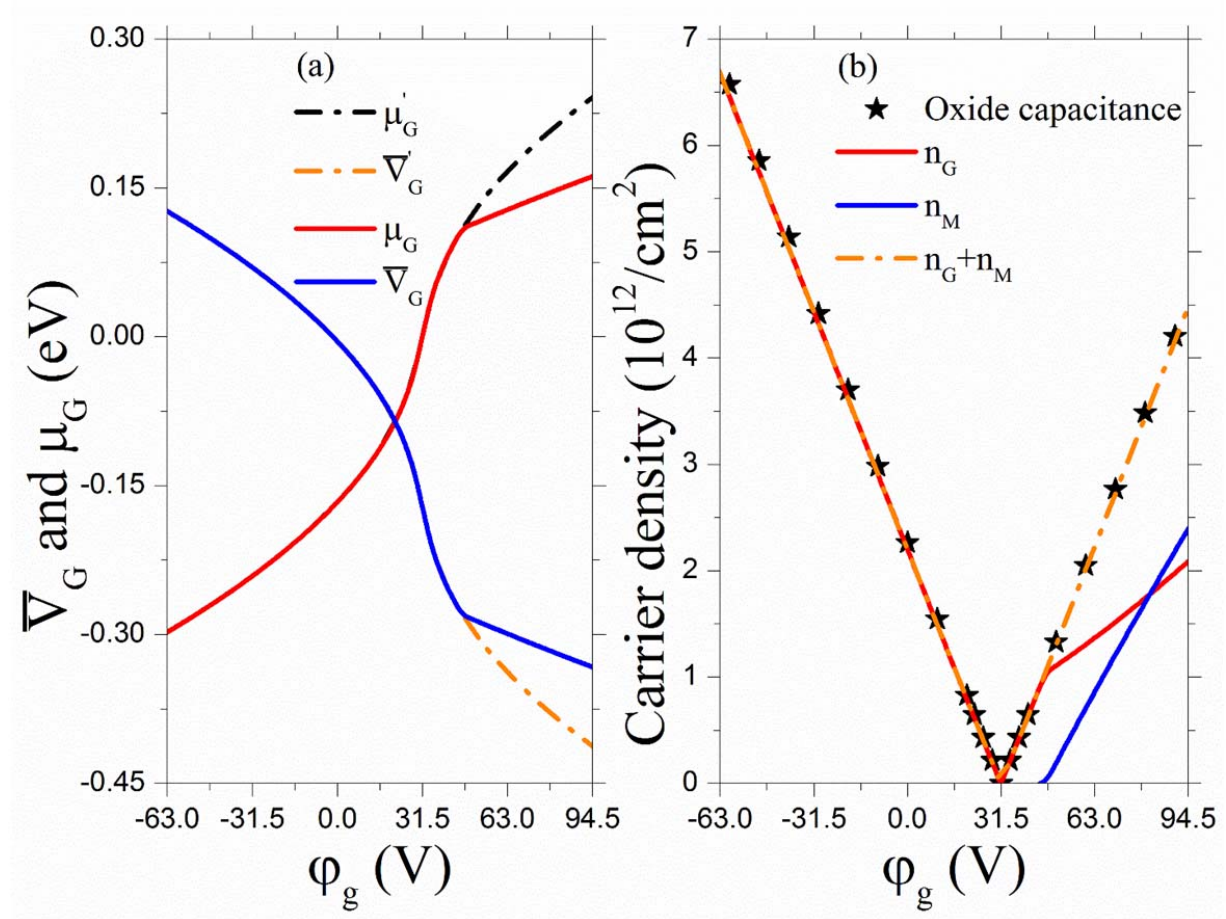 (a)
μ'G
∇̅'G
μG
∇̅G
0.30
0.15
0.00
-0.15
-0.30
-0.45
∇̅G and μG (eV)
-63.0 -31.5 0.0 31.5 63.0 94.5
φg (V)
(b)
Oxide capacitance
nG
nM
nG+nM
7
6
5
4
3
2
1
0
Carrier density (10^12/cm^2)
-63.0 -31.5 0.0 31.5 63.0 94.5
φg (V)